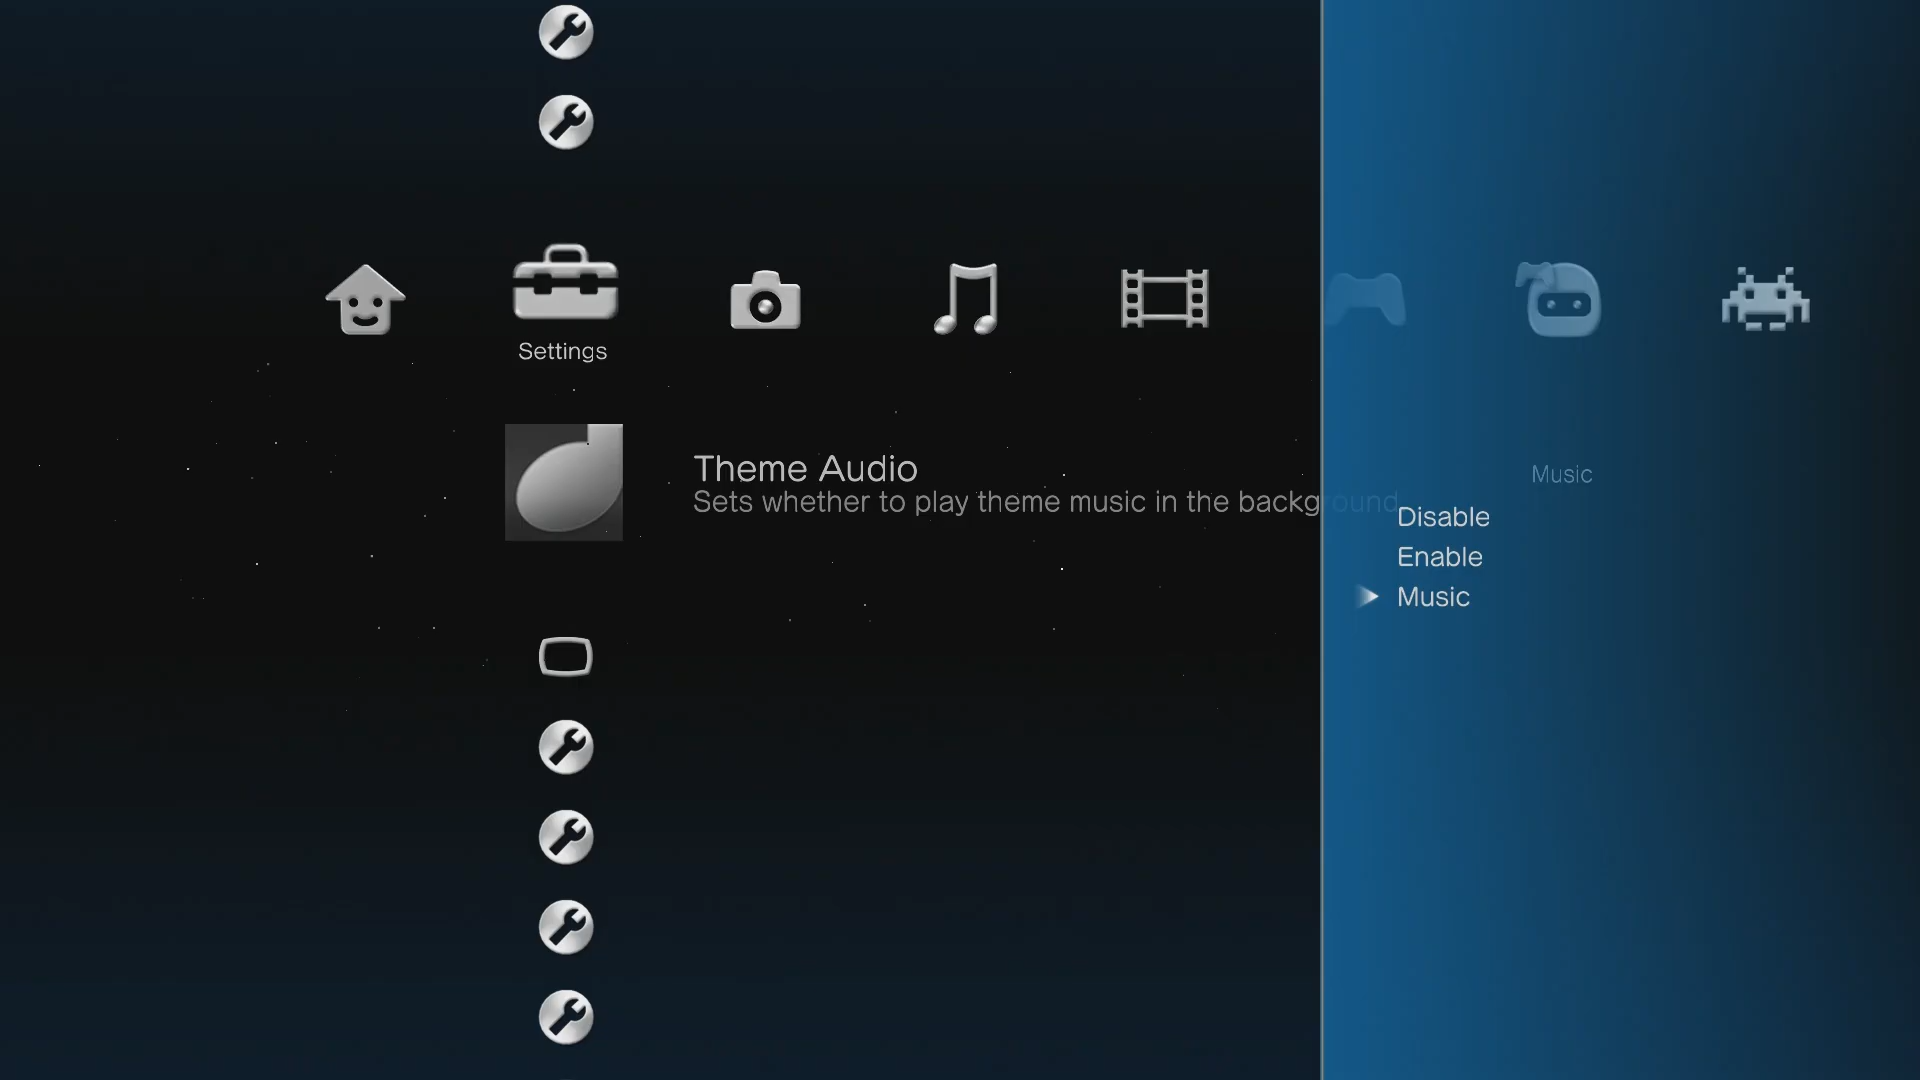 Settings
Theme Audio
Sets whether to play theme music in the background.
Music
Disable
Enable
Music